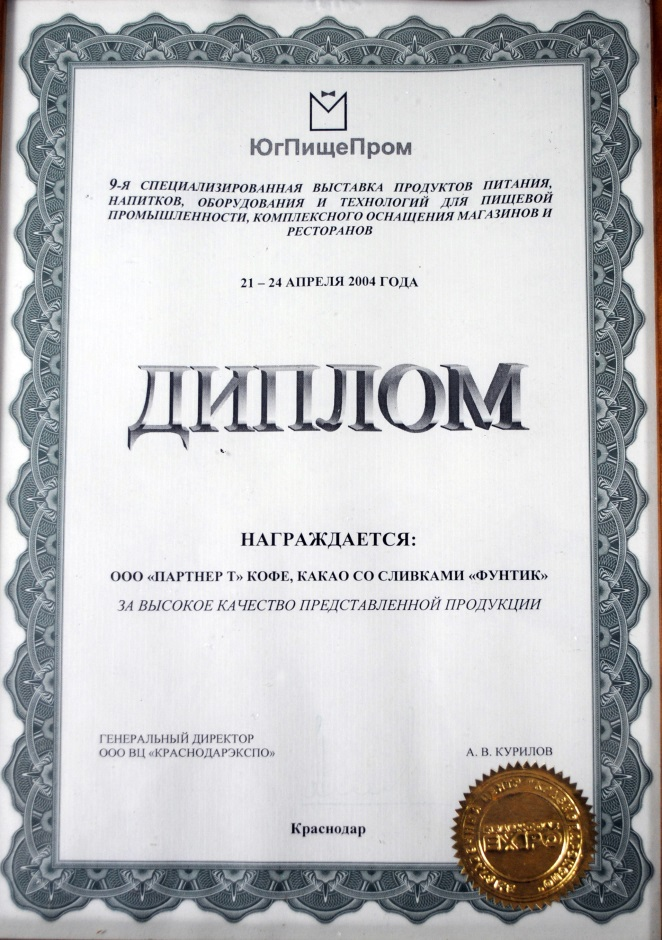 ЮгПищеПром
9-Я СПЕЦИАЛИЗИРОВАННАЯ ВЫСТАВКА ПРОДУКТОВ ПИТАНИЯ,
НАПИТКОВ, ОБОРУДОВАНИЯ И ТЕХНОЛОГИЙ ДЛЯ ПИЩЕВОЙ
ПРОМЫШЛЕННОСТИ, КОМПЛЕКСНОГО ОСНАЩЕНИЯ МАГАЗИНОВ И
РЕСТОРАНОВ
21 – 24 АПРЕЛЯ 2004 ГОДА
ДИПЛОМ
НАГРАЖДАЕТСЯ:
ООО «ПАРТНЕР Т» КОФЕ, КАКАО СО СЛИВКАМИ «ФУНТИК»
ЗА ВЫСОКОЕ КАЧЕСТВО ПРЕДСТАВЛЕННОЙ ПРОДУКЦИИ
ГЕНЕРАЛЬНЫЙ ДИРЕКТОР
ООО ВЦ «КРАСНОДАРЭКСПО»
А. В. КУРИЛОВ
Краснодар
EXPO